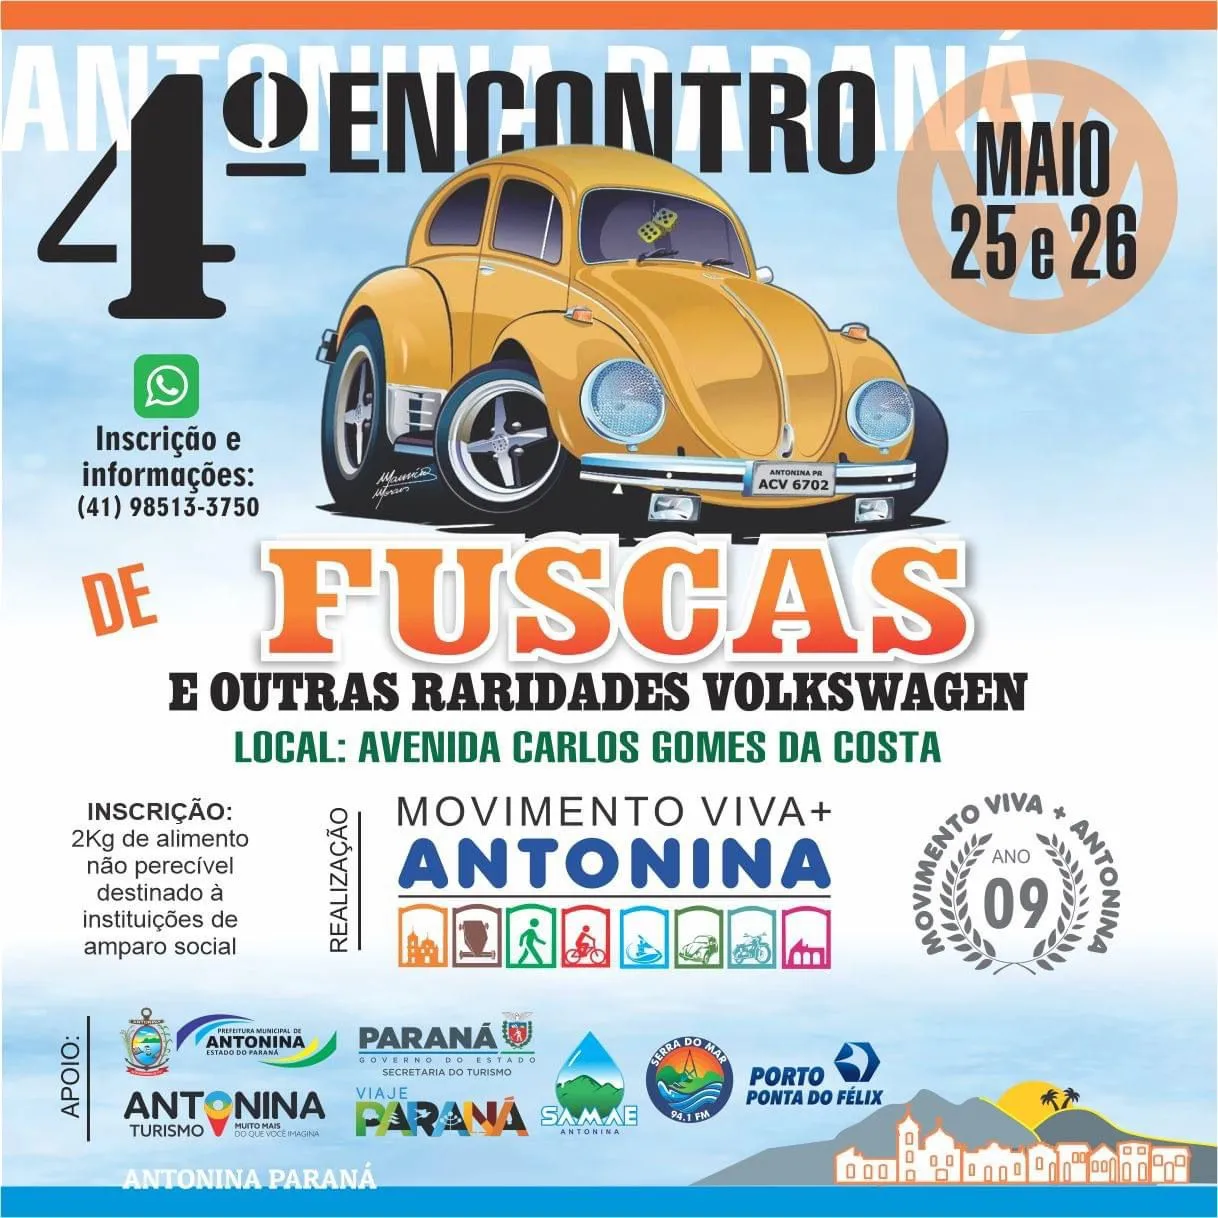 ANTONINA PARANÁ
4º ENCONTRO
MAIO
25 e 26
Inscrição e
informações:
(41) 98513-3750
ANTONINA PR
ACV 6702
Mauricio
Morais
DE
FUSCAS
E OUTRAS RARIDADES VOLKSWAGEN
LOCAL: AVENIDA CARLOS GOMES DA COSTA
INSCRIÇÃO:
2Kg de alimento
não perecível
destinado à
instituições de
amparo social
REALIZAÇÃO
MOVIMENTO VIVA+
ANTONINA
MOVIMENTO VIVA + ANTONINA
ANO
09
APOIO:
PREFEITURA MUNICIPAL DE
ANTONINA
ESTADO DO PARANÁ
PARANÁ
GOVERNO DO ESTADO
SECRETARIA DO TURISMO
ANTONINA
TURISMO
MUITO MAIS
DO QUE VOCÊ IMAGINA
VIAJE
PARANÁ
SAMAE
ANTONINA
SERRA DO MAR
94.1 FM
PORTO
PONTA DO FÉLIX
ANTONINA PARANÁ